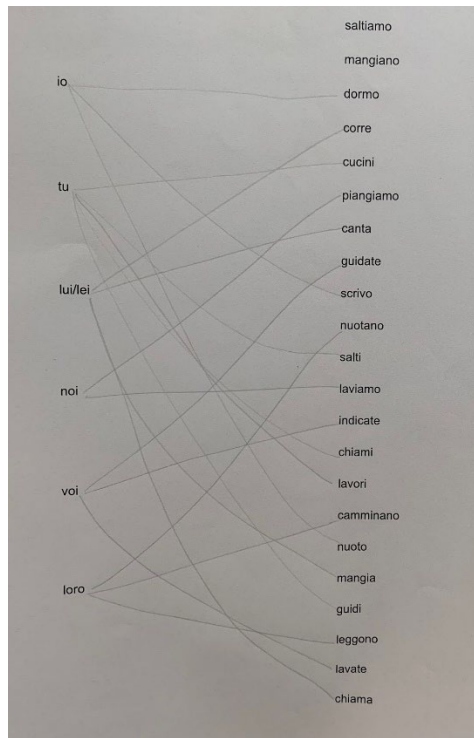 io
tu
lui/lei
noi
voi
loro
saltiamo
mangiano
dormo
corre
cucini
piangiamo
canta
guidate
scrivo
nuotano
salti
laviamo
indicate
chiami
lavori
camminano
nuoto
mangia
guidi
leggono
lavate
chiama